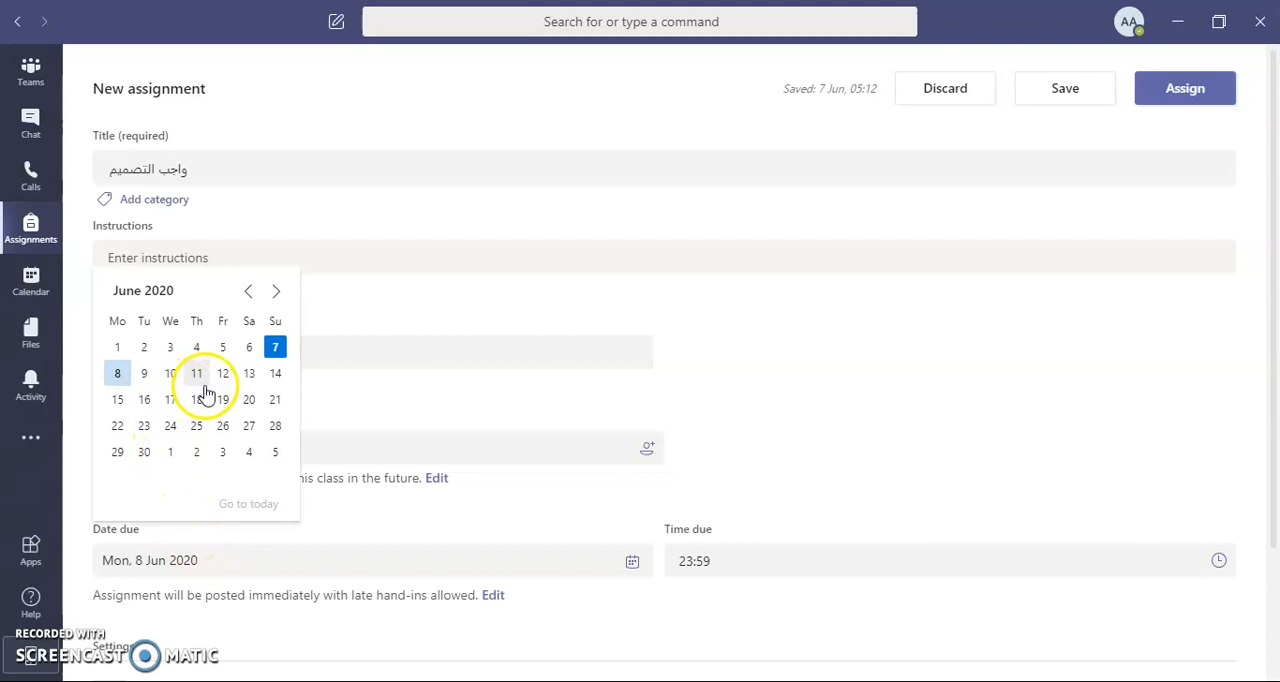 Search for or type a command
AA
Teams
Chat
Calls
Assignments
Calendar
Files
Activity
Apps
Help
New assignment
Saved: 7 Jun, 05:12
Discard
Save
Assign
Title (required)
واجب التصميم
Add category
Instructions
Enter instructions
June 2020
Mo Tu We Th Fr Sa Su
1 2 3 4 5 6 7
8 9 10 11 12 13 14
15 16 17 18 19 20 21
22 23 24 25 26 27 28
29 30 1 2 3 4 5
Go to today
his class in the future. Edit
Date due
Time due
Mon, 8 Jun 2020
23:59
Assignment will be posted immediately with late hand-ins allowed. Edit
Settings
RECORDED WITH
SCREENCAST MATIC